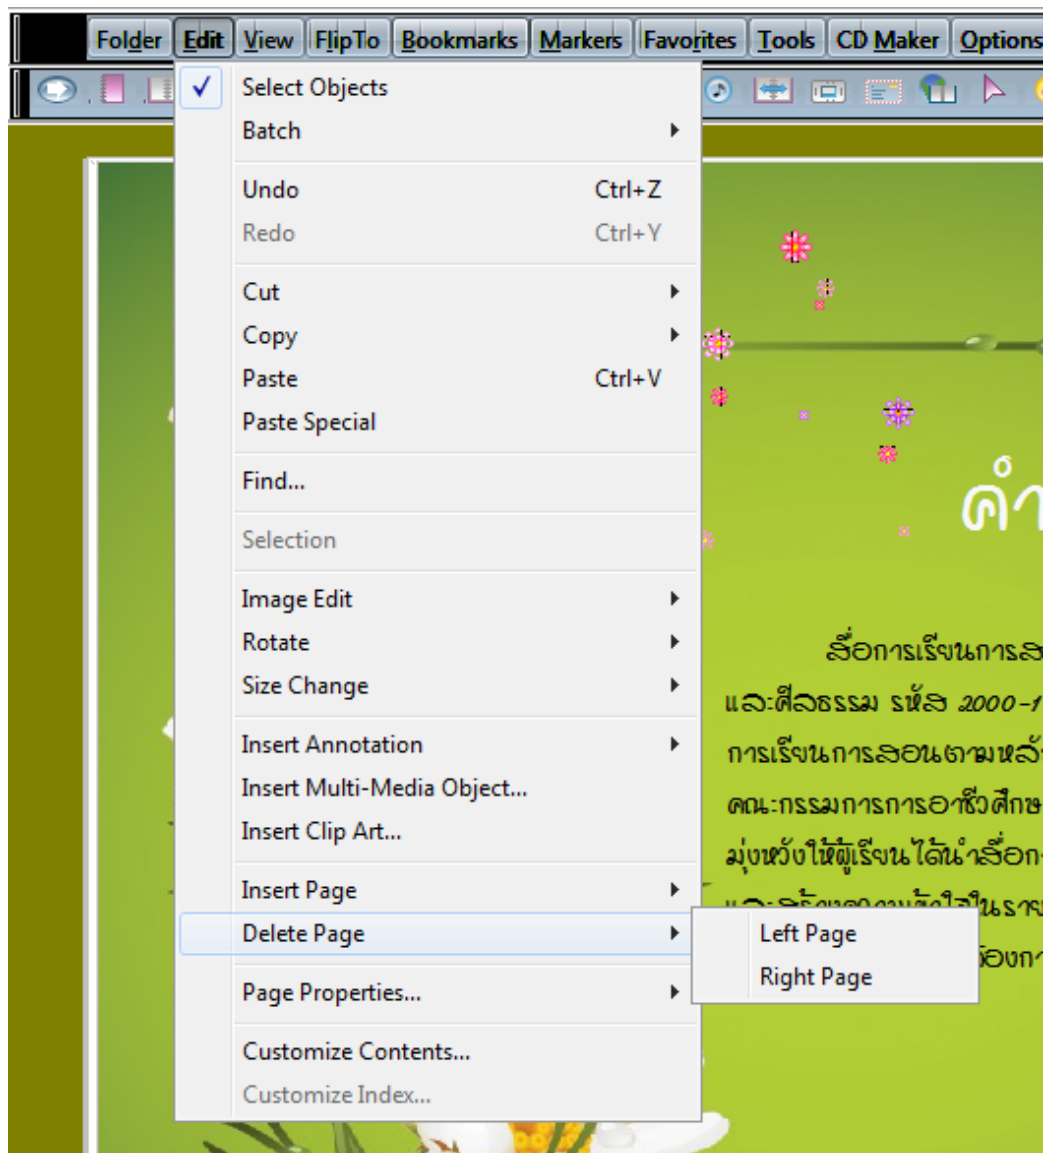 Folder Edit View FlipTo Bookmarks Markers Favorites Tools CD Maker Options
Select Objects
Batch
Undo Ctrl+Z
Redo Ctrl+Y
Cut
Copy
Paste Ctrl+V
Paste Special
Find...
Selection
Image Edit
Rotate
Size Change
Insert Annotation
Insert Multi-Media Object...
Insert Clip Art...
Insert Page
Delete Page
Left Page
Right Page
Page Properties...
Customize Contents...
Customize Index...
คำ
สื่อการเรียนการส
และศีลธรรม รหัส 2000-1
การเรียนการสอนตามหลั
คณะกรรมการการอาชีวศึกษ
มุ่งหวังให้ผู้เรียนได้นำสื่อก